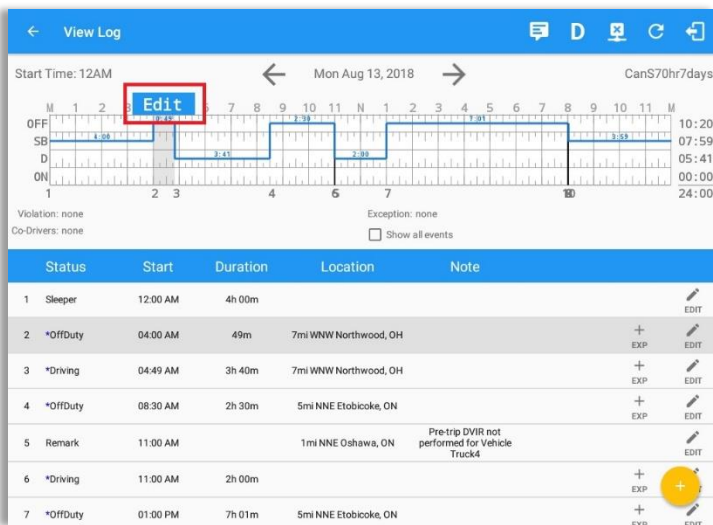 View Log
D
Start Time: 12AM
Mon Aug 13, 2018
CanS70hr7days
M 1 2 3 Edit 6 7 8 9 10 11 N 1 2 3 4 5 6 7 8 9 10 11 M
OFF 0:49 2:30 7:01 10:20
SB 4:00 3:59 07:59
D 3:41 2:00 05:41
ON 00:00
1 2 3 4 6 7 24:00
Violation: none
Exception: none
Co-Drivers: none
Show all events
Status Start Duration Location Note
1 Sleeper 12:00 AM 4h 00m
EDIT
2 *OffDuty 04:00 AM 49m 7mi WNW Northwood, OH
EXP EDIT
3 *Driving 04:49 AM 3h 40m 7mi WNW Northwood, OH
EXP EDIT
4 *OffDuty 08:30 AM 2h 30m 5mi NNE Etobicoke, ON
EXP EDIT
5 Remark 11:00 AM 1mi NNE Oshawa, ON Pre-trip DVIR not
performed for Vehicle
Truck4
EDIT
6 *Driving 11:00 AM 2h 00m
EXP
7 *OffDuty 01:00 PM 7h 01m 5mi NNE Etobicoke, ON
EXP EDIT